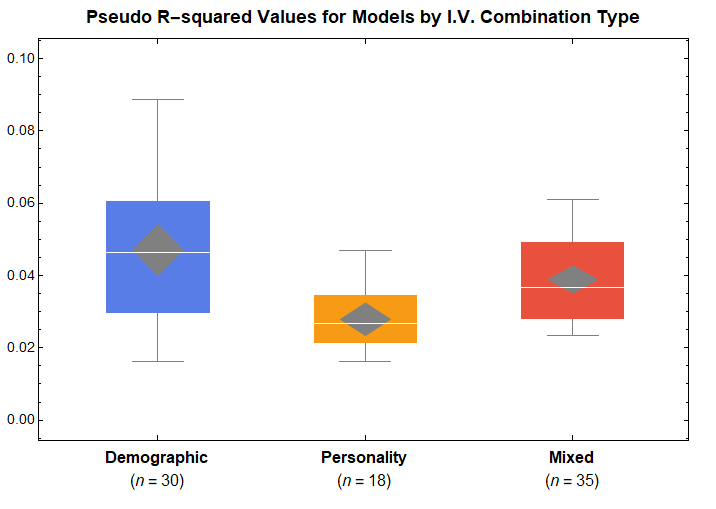 Pseudo R−squared Values for Models by I.V. Combination Type
0.10
0.08
0.06
0.04
0.02
0.00
Demographic Personality Mixed
(n = 30) (n = 18) (n = 35)